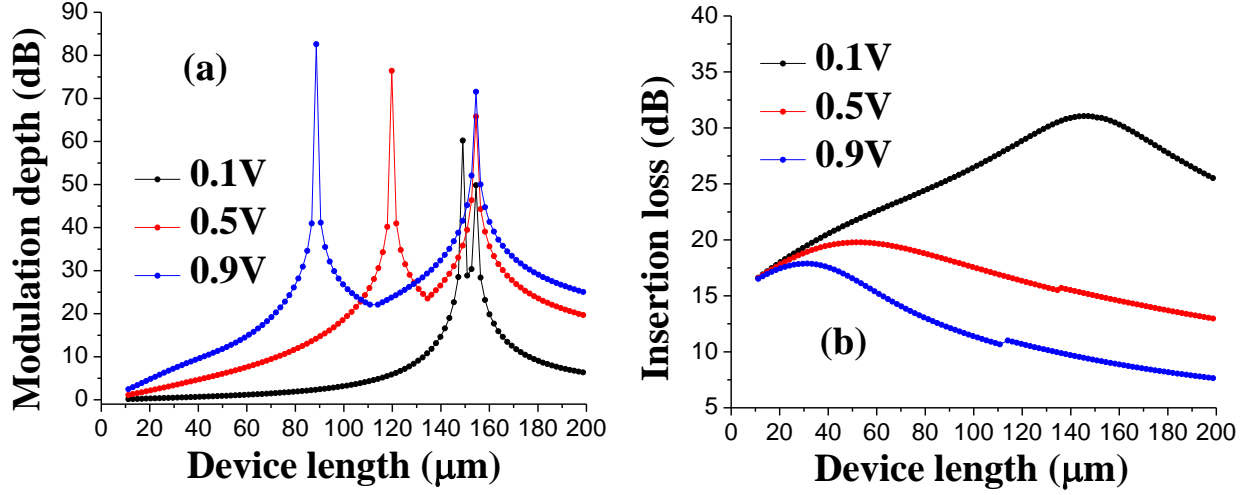 Modulation depth (dB)
90
80
70
60
50
40
30
20
10
0
(a)
0.1V
0.5V
0.9V
0 20 40 60 80 100 120 140 160 180 200
Device length (μm)
Insertion loss (dB)
40
35
30
25
20
15
10
5
0.1V
0.5V
0.9V
(b)
0 20 40 60 80 100 120 140 160 180 200
Device length (μm)